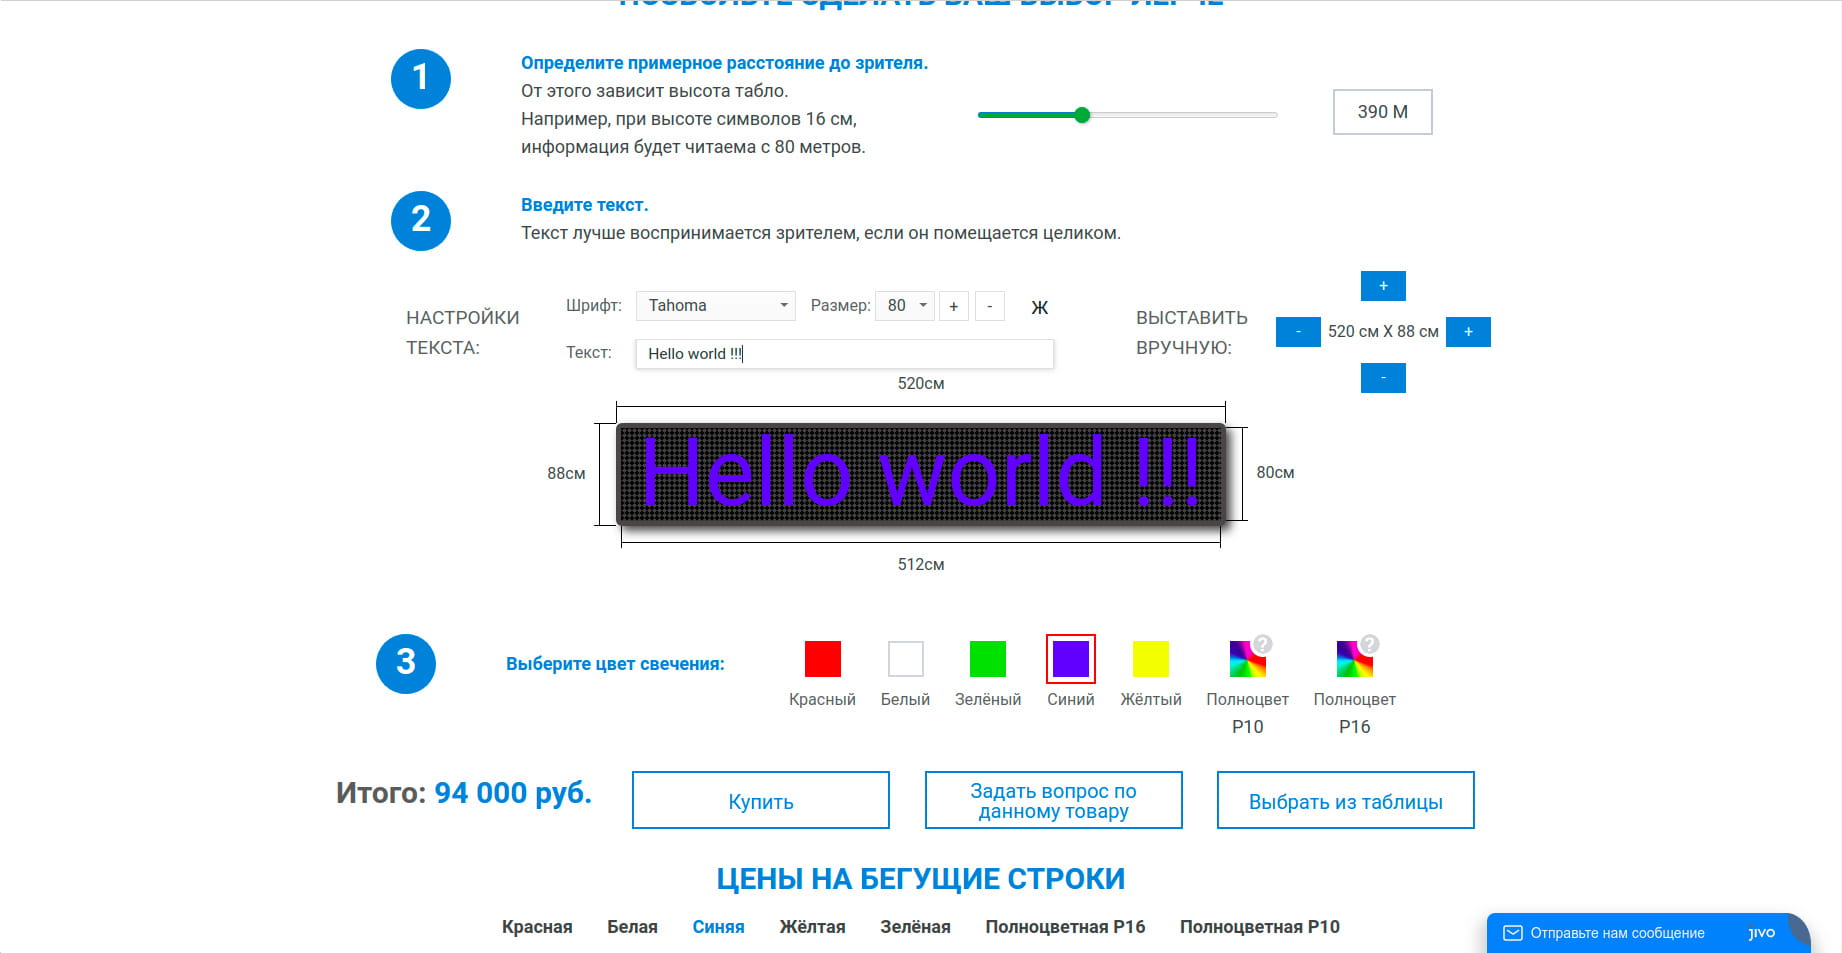 1
Определите примерное расстояние до зрителя.
От этого зависит высота табло.
Например, при высоте символов 16 см,
информация будет читаема с 80 метров.
390 М
2
Введите текст.
Текст лучше воспринимается зрителем, если он помещается целиком.
НАСТРОЙКИ
ТЕКСТА:
Шрифт: Tahoma Размер: 80 + - Ж
Текст: Hello world !!!
ВЫСТАВИТЬ
ВРУЧНУЮ:
+
- 520 см X 88 см +
-
520см
88см
Hello world !!!
80см
512см
3
Выберите цвет свечения:
Красный
Белый
Зелёный
Синий
Жёлтый
?
Полноцвет
P10
?
Полноцвет
P16
Итого: 94 000 руб.
Купить
Задать вопрос по
данному товару
Выбрать из таблицы
ЦЕНЫ НА БЕГУЩИЕ СТРОКИ
Красная Белая Синяя Жёлтая Зелёная Полноцветная P16 Полноцветная P10
Отправьте нам сообщение jivo